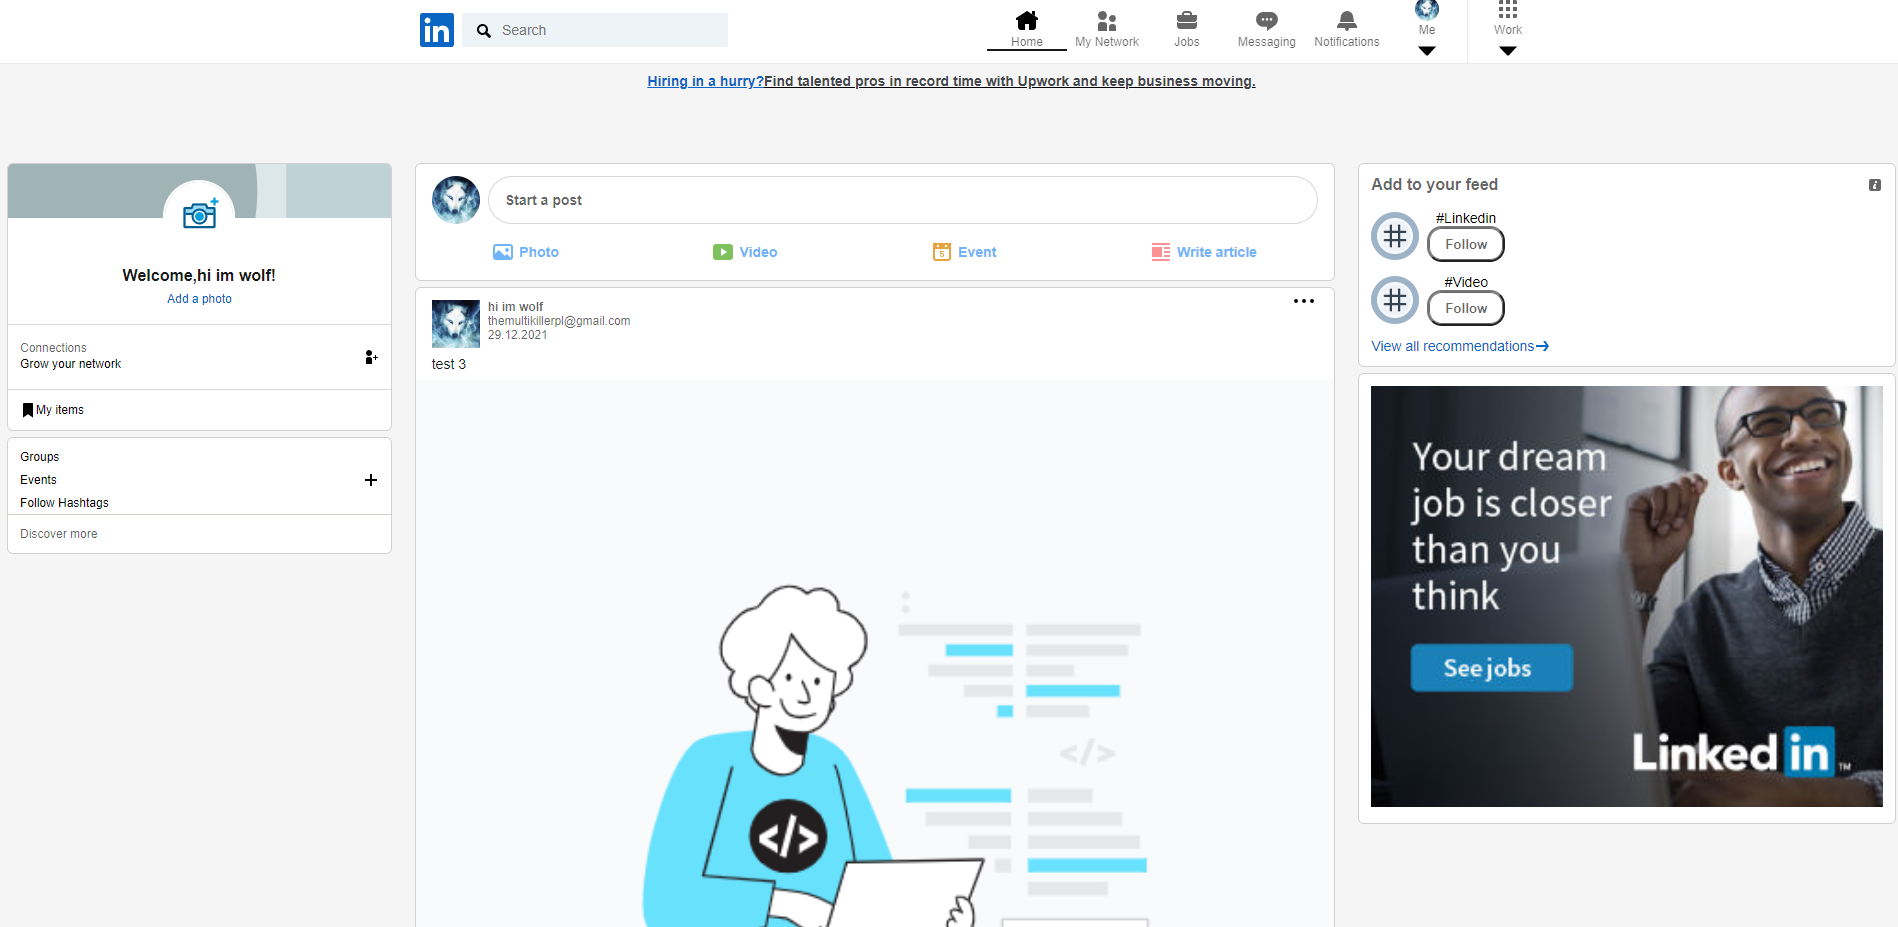 in
Search
Home
My Network
Jobs
Messaging
Notifications
Me
Work
Hiring in a hurry?Find talented pros in record time with Upwork and keep business moving.
Welcome,hi im wolf!
Add a photo
Connections
Grow your network
My items
Groups
Events
Follow Hashtags
Discover more
Start a post
Photo
Video
5
Event
Write article
hi im wolf
themultikillerpl@gmail.com
29.12.2021
test 3
</>
</>
Add to your feed
i
#
#Linkedin
Follow
#
#Video
Follow
View all recommendations
Your dream
job is closer
than you
think
See jobs
Linked in ™